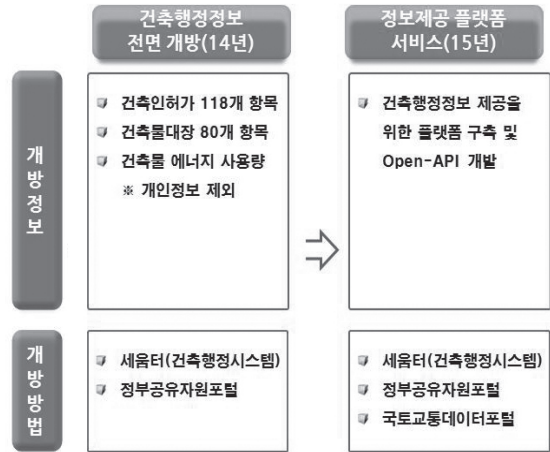 건축행정정보
전면 개방(14년)
정보제공 플랫폼
서비스(15년)
개방정보
건축인허가 118개 항목
건축물대장 80개 항목
건축물 에너지 사용량
※ 개인정보 제외
건축행정정보 제공을
위한 플랫폼 구축 및
Open-API 개발
개방방법
세움터(건축행정시스템)
정부공유자원포털
세움터(건축행정시스템)
정부공유자원포털
국토교통데이터포털